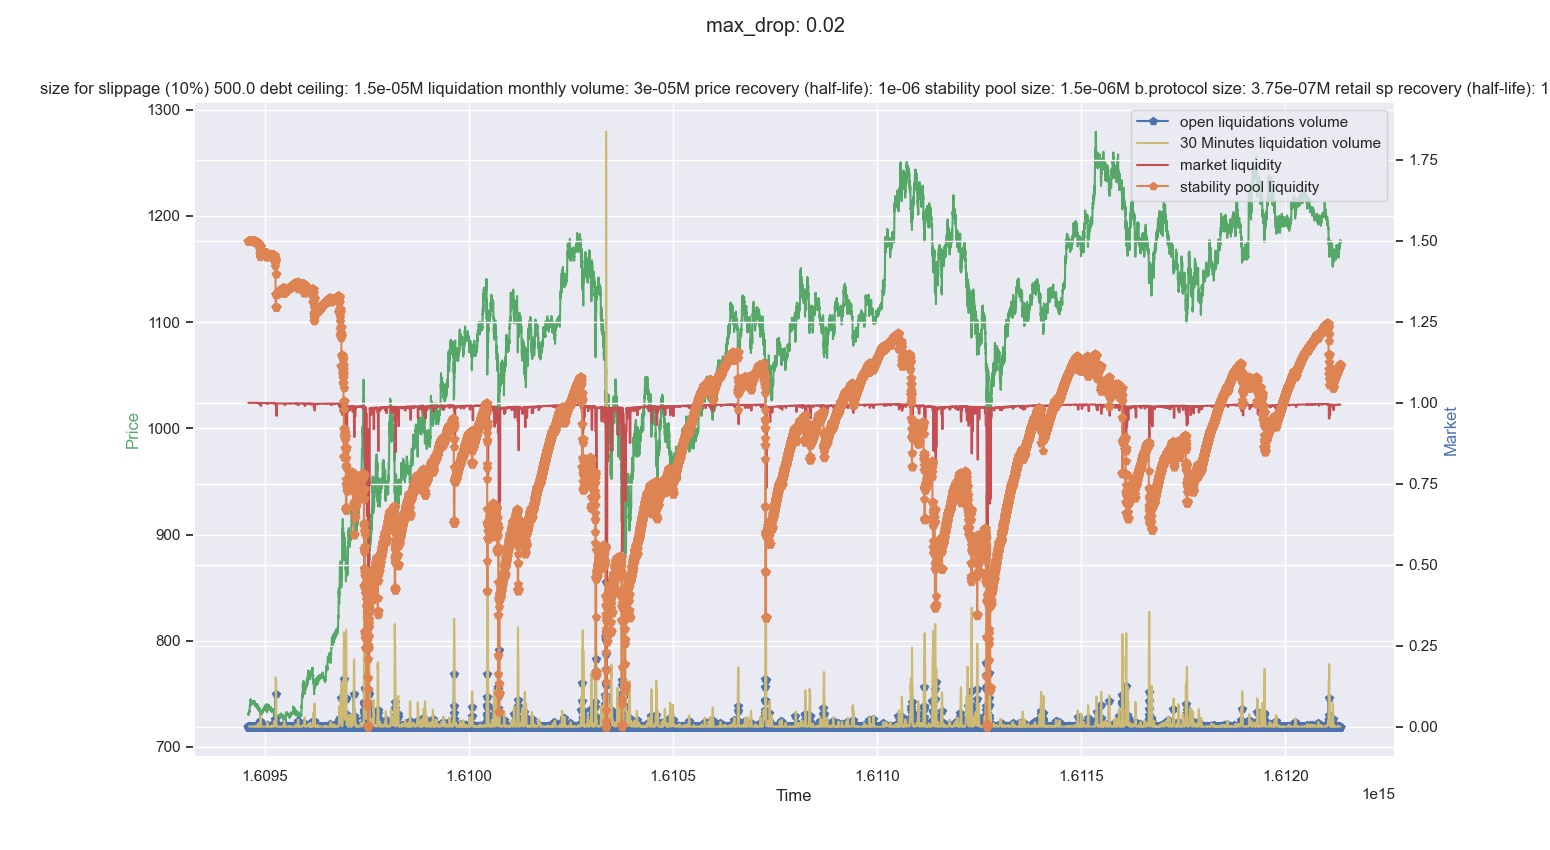 max_drop: 0.02
size for slippage (10%) 500.0 debt ceiling: 1.5e-05M liquidation monthly volume: 3e-05M price recovery (half-life): 1e-06 stability pool size: 1.5e-06M b.protocol size: 3.75e-07M retail sp recovery (half-life): 1
open liquidations volume
30 Minutes liquidation volume
market liquidity
stability pool liquidity
1300
1200
1100
1000
900
800
700
Price
1.75
1.50
1.25
1.00
0.75
0.50
0.25
0.00
Market
1.6095 1.6100 1.6105 1.6110 1.6115 1.6120
Time
1e15